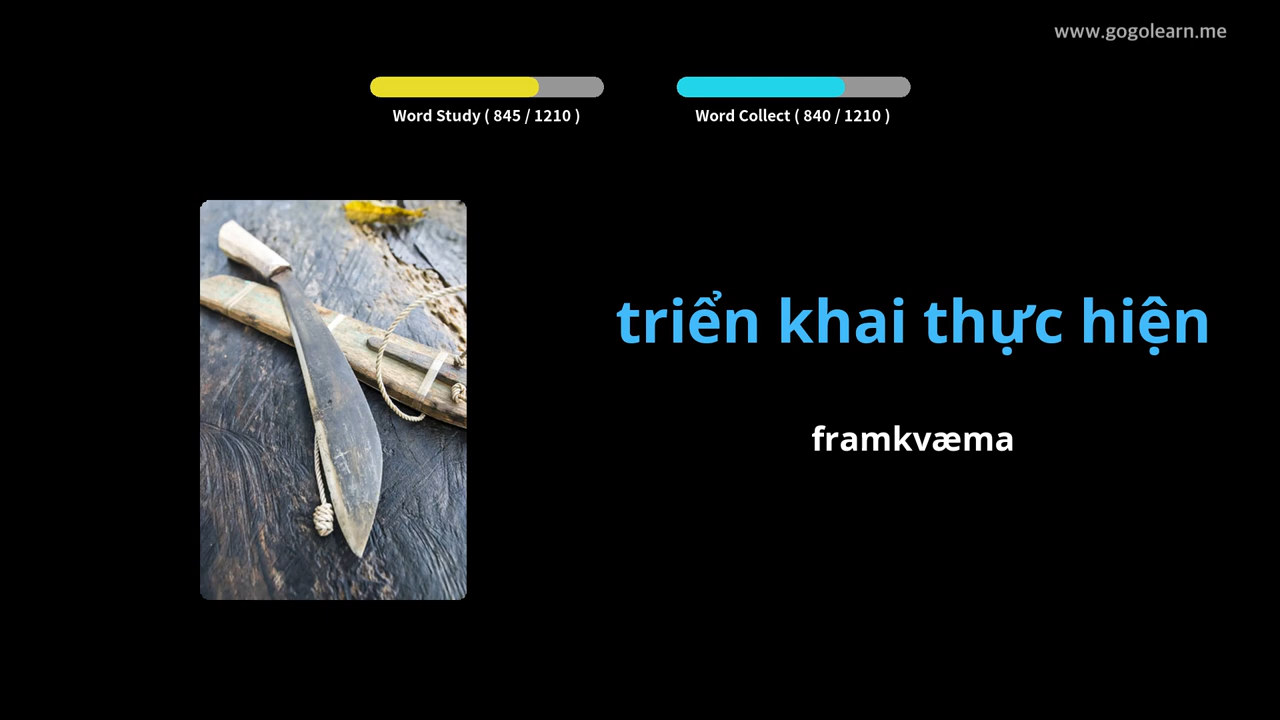 www.gogolearn.me
Word Study ( 845 / 1210 )
Word Collect ( 840 / 1210 )
triển khai thực hiện
framkvæma